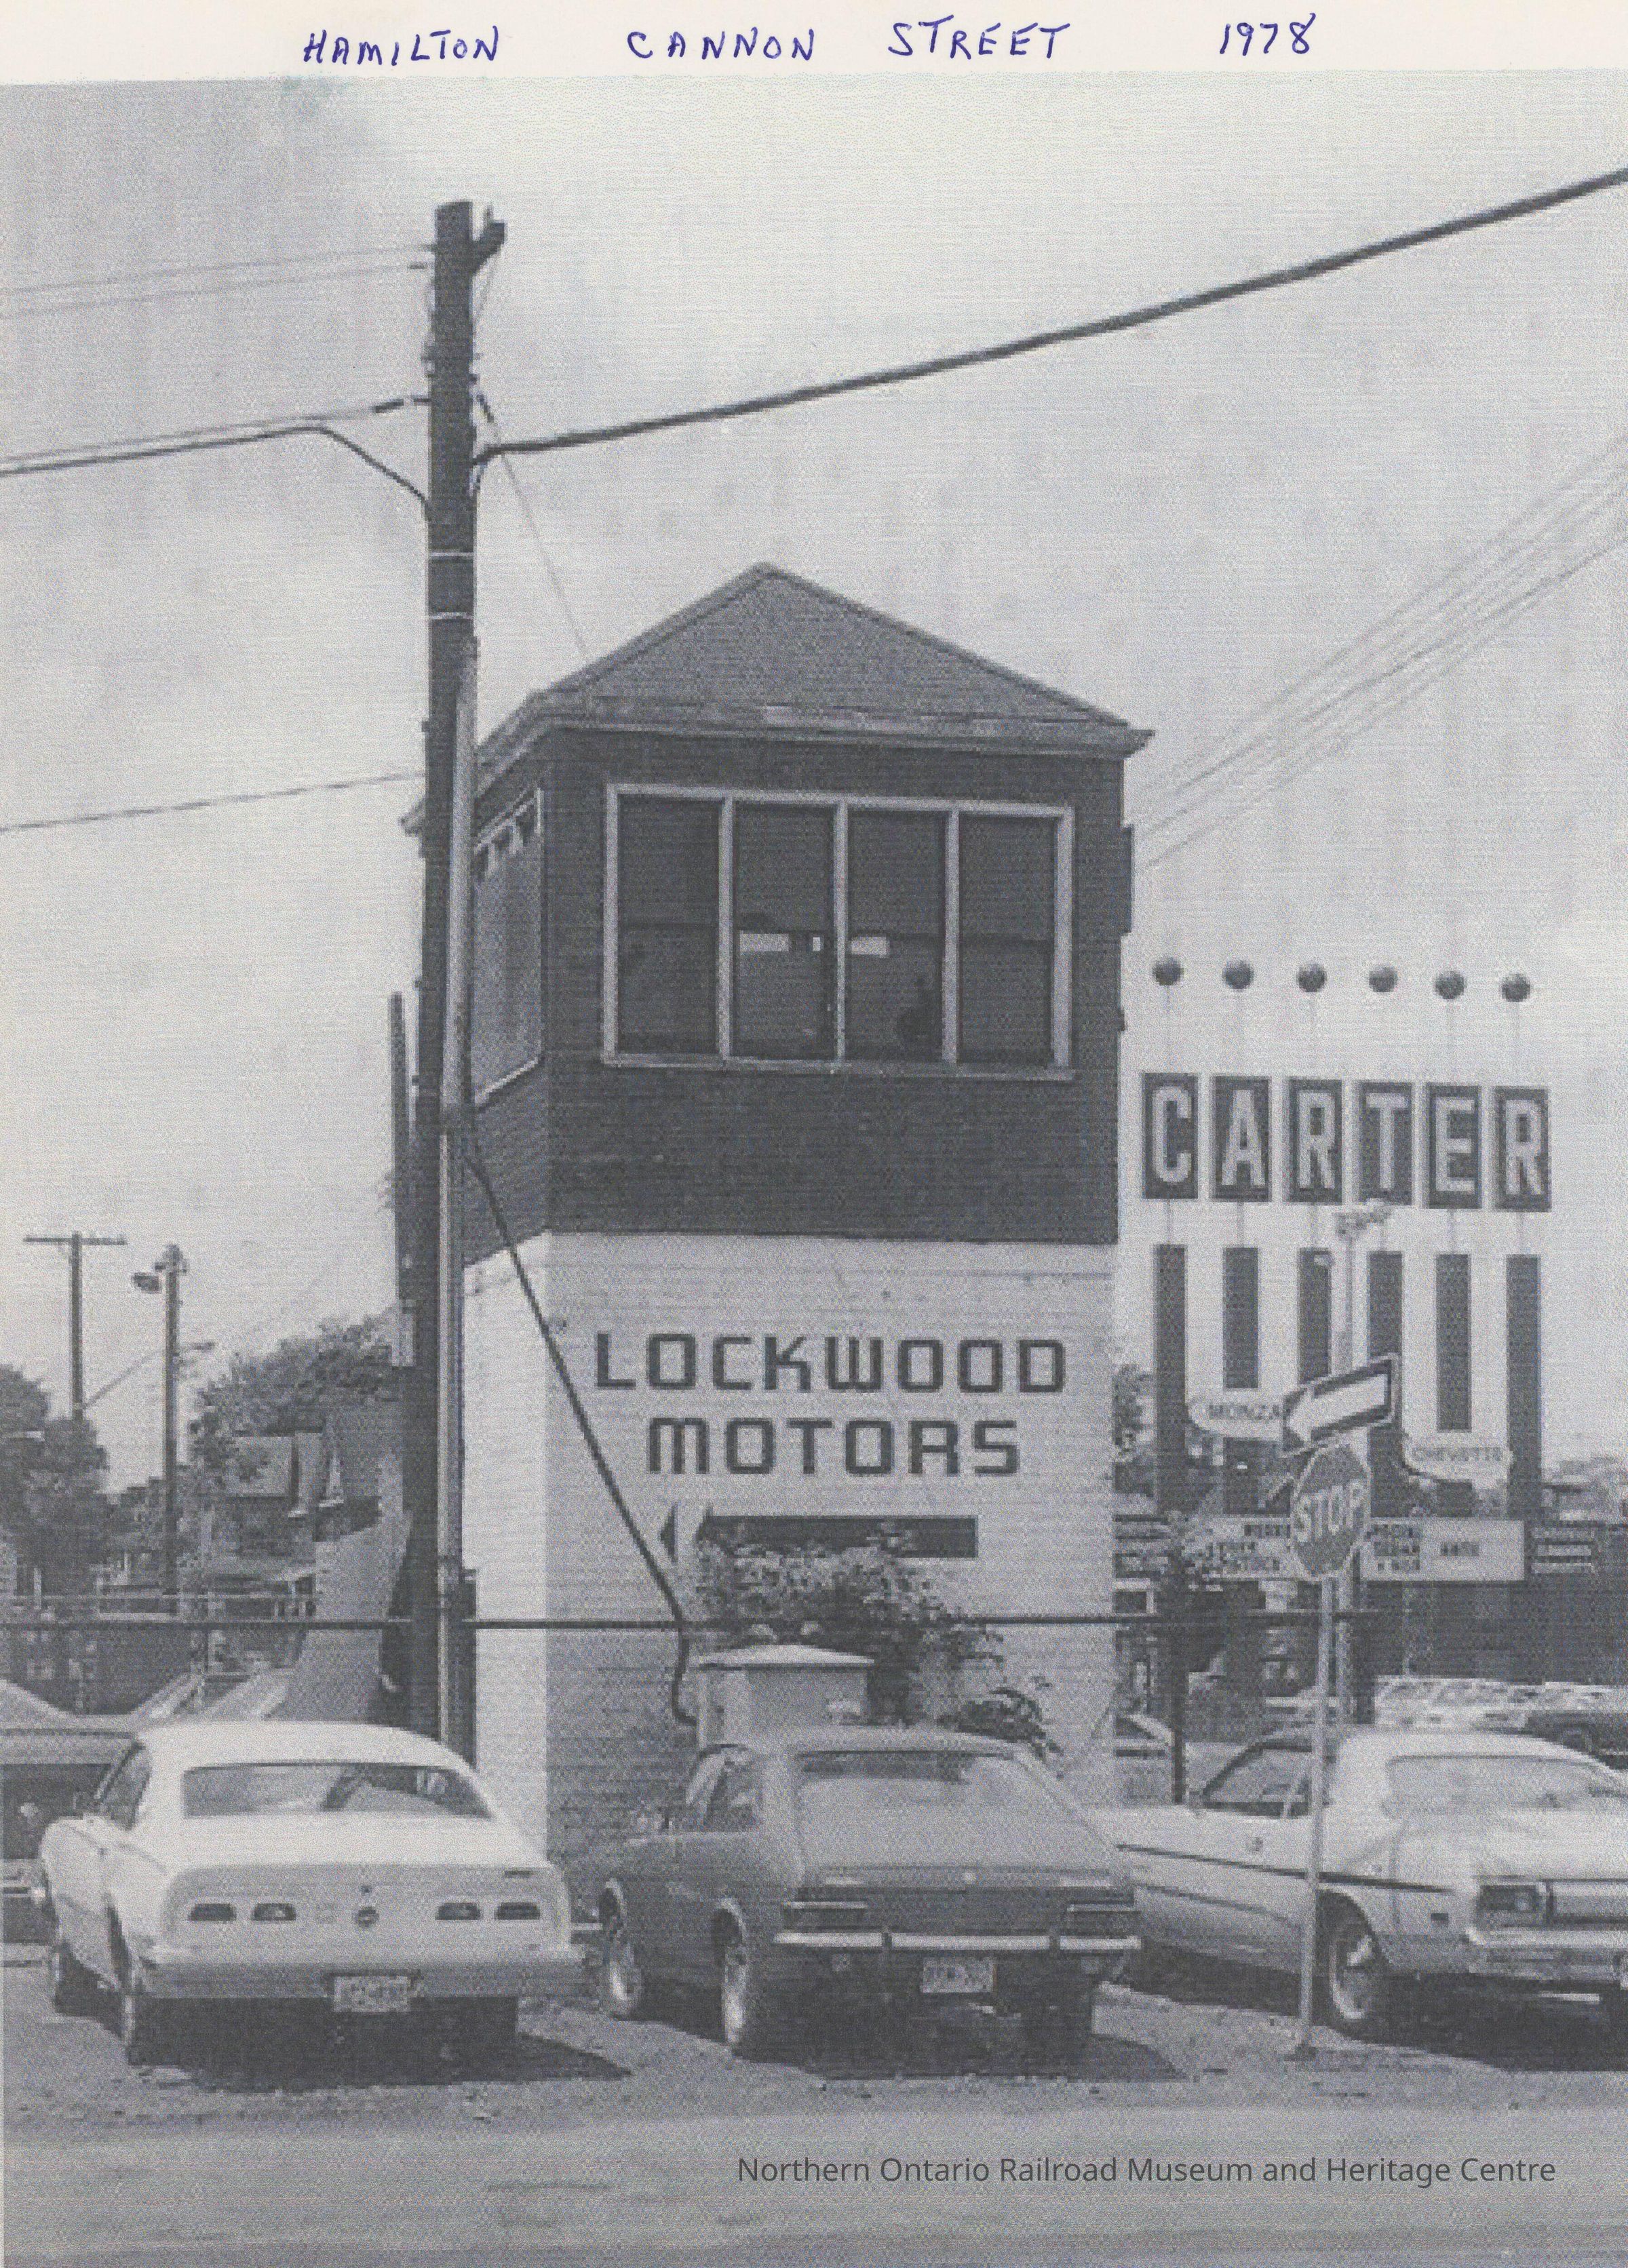 HAMILTON CANNON STREET 1978
CARTER
LOCKWOOD
MOTORS
MONZA
CHEVETTE
STOP
Northern Ontario Railroad Museum and Heritage Centre